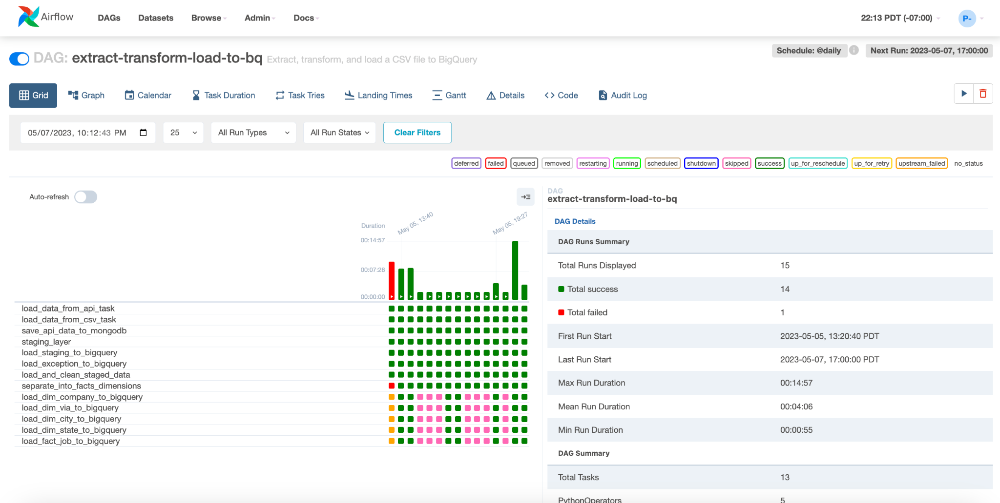 Airflow DAGs Datasets Browse Admin Docs 22:13 PDT (-07:00) P-
DAG: extract-transform-load-to-bq Extract, transform, and load a CSV file to BigQuery
Schedule: @daily Next Run: 2023-05-07, 17:00:00
Grid Graph Calendar Task Duration Task Tries Landing Times Gantt Details Code Audit Log
05/07/2023, 10:12:43 PM 25 All Run Types All Run States Clear Filters
deferred failed queued removed restarting running scheduled shutdown skipped success up_for_reschedule up_for_retry upstream_failed no_status
Auto-refresh
Duration
May 05, 13:40
May 05, 19:27
00:14:57
00:07:28
00:00:00
load_data_from_api_task
load_data_from_csv_task
save_api_data_to_mongodb
staging_layer
load_staging_to_bigquery
load_exception_to_bigquery
load_and_clean_staged_data
separate_into_facts_dimensions
load_dim_company_to_bigquery
load_dim_via_to_bigquery
load_dim_city_to_bigquery
load_dim_state_to_bigquery
load_fact_job_to_bigquery
DAG
extract-transform-load-to-bq
DAG Details
DAG Runs Summary
Total Runs Displayed 15
Total success 14
Total failed 1
First Run Start 2023-05-05, 13:20:40 PDT
Last Run Start 2023-05-07, 17:00:00 PDT
Max Run Duration 00:14:57
Mean Run Duration 00:04:06
Min Run Duration 00:00:55
DAG Summary
Total Tasks 13
PythonOperators 5